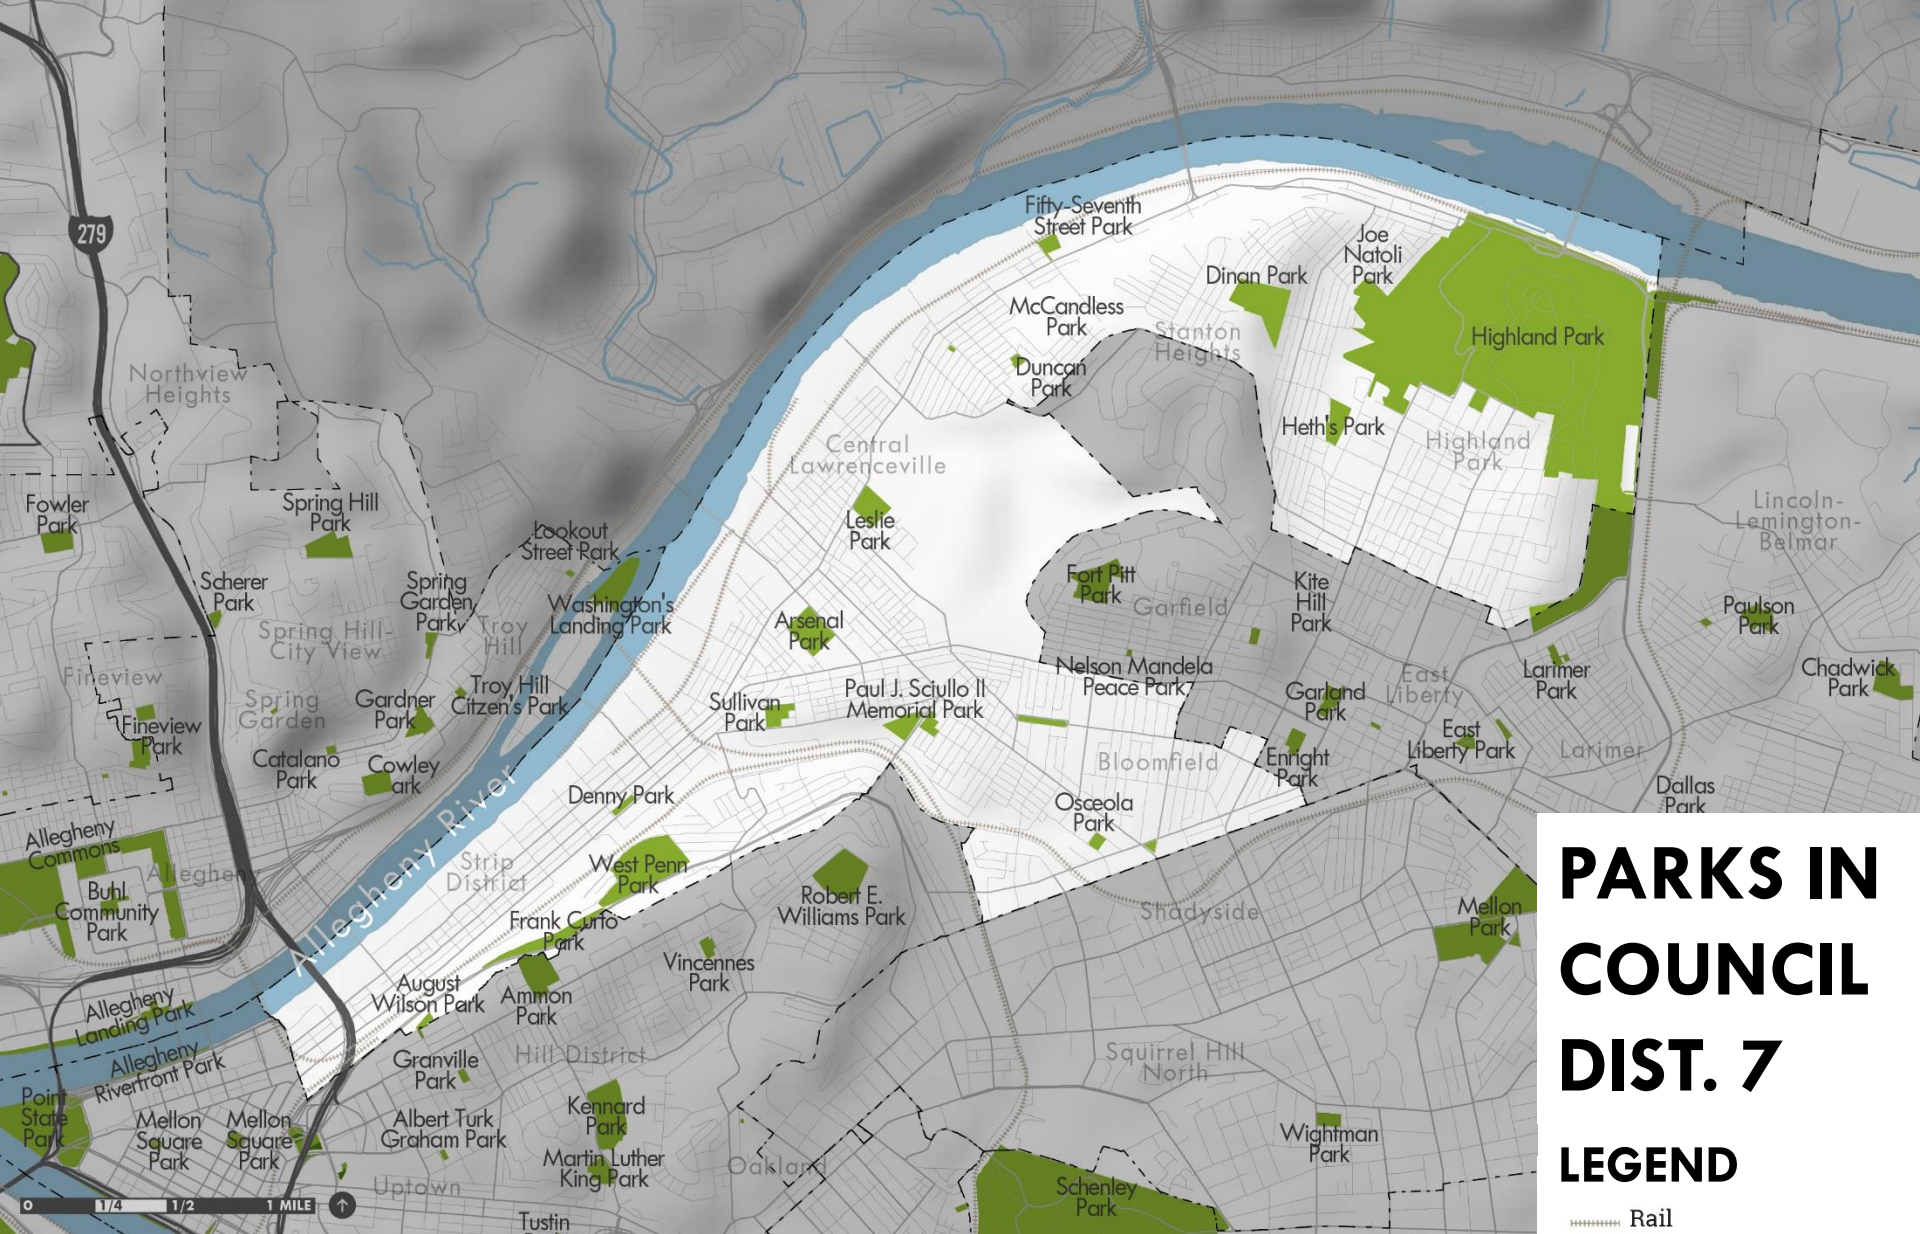 279
Fifty-Seventh
Street Park
Joe
Natoli
Park
Dinan Park
McCandless
Park
Stanton
Heights
Highland Park
Duncan
Park
Northview
Heights
Heth's Park
Highland
Park
Central
Lawrenceville
Fowler
Park
Spring Hill
Park
Lookout
Street Park
Leslie
Park
Lincoln-
Lemington-
Belmar
Scherer
Park
Spring
Garden
Park
Washington's
Landing Park
Fort Pitt
Park
Garfield
Kite
Hill
Park
Paulson
Park
Spring Hill-
City View
Troy
Hill
Arsenal
Park
Fineview
Spring
Garden
Gardner
Park
Troy Hill
Citzen's Park
Sullivan
Park
Paul J. Sciullo II
Memorial Park
Nelson Mandela
Peace Park
Garland
Park
East
Liberty
Larimer
Park
Chadwick
Park
Fineview
Park
Catalano
Park
Cowley
ark
Bloomfield
Enright
Park
East
Liberty Park
Larimer
Dallas
Park
Denny Park
Osceola
Park
Allegheny
Commons
Allegheny
Allegheny River
Strip
District
West Penn
Park
Buhl
Community
Park
Robert E.
Williams Park
Shadyside
Mellon
Park
Frank Curto
Park
Vincennes
Park
August
Wilson Park
Ammon
Park
Allegheny
Landing Park
Allegheny
Riverfront Park
Granville
Park
Hill District
Squirrel Hill
North
Point
State
Park
Mellon
Square
Park
Mellon
Square
Park
Albert Turk
Graham Park
Kennard
Park
Wightman
Park
Martin Luther
King Park
Oakland
Uptown
Schenley
Park
Tustin
0 1/4 1/2 1 MILE
PARKS IN
COUNCIL
DIST. 7
LEGEND
Rail